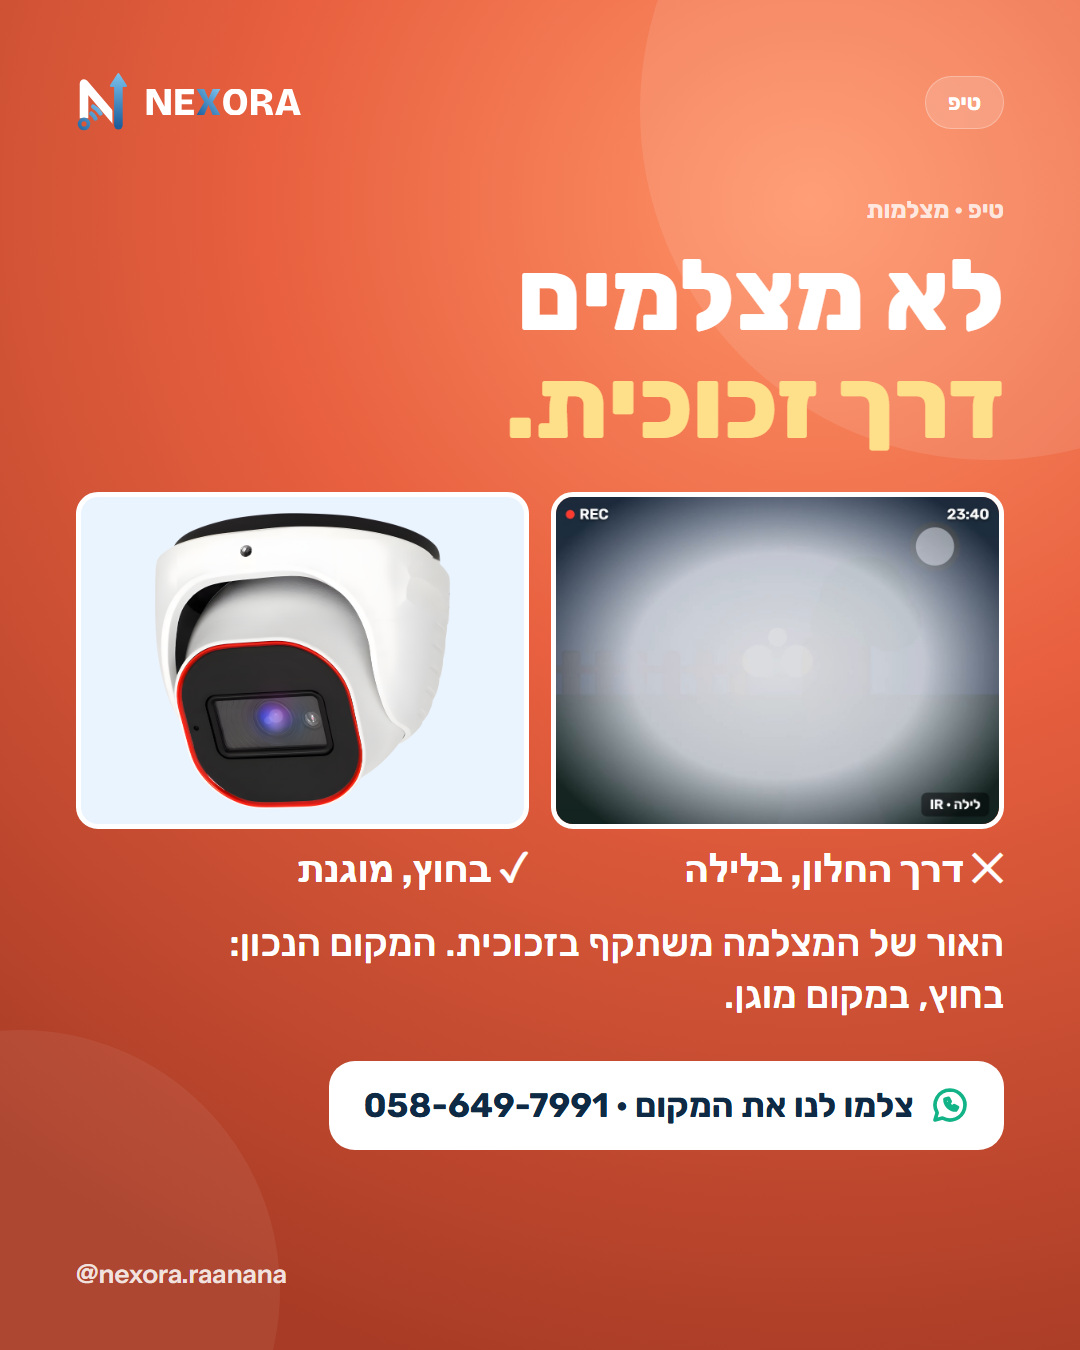 NEXORA
טיפ
טיפ • מצלמות
לא מצלמים
דרך זכוכית.
REC
23:40
לילה • IR
✕ דרך החלון, בלילה
✓ בחוץ, מוגנת
האור של המצלמה משתקף בזכוכית. המקום הנכון:
בחוץ, במקום מוגן.
צלמו לנו את המקום • 058-649-7991
@nexora.raanana